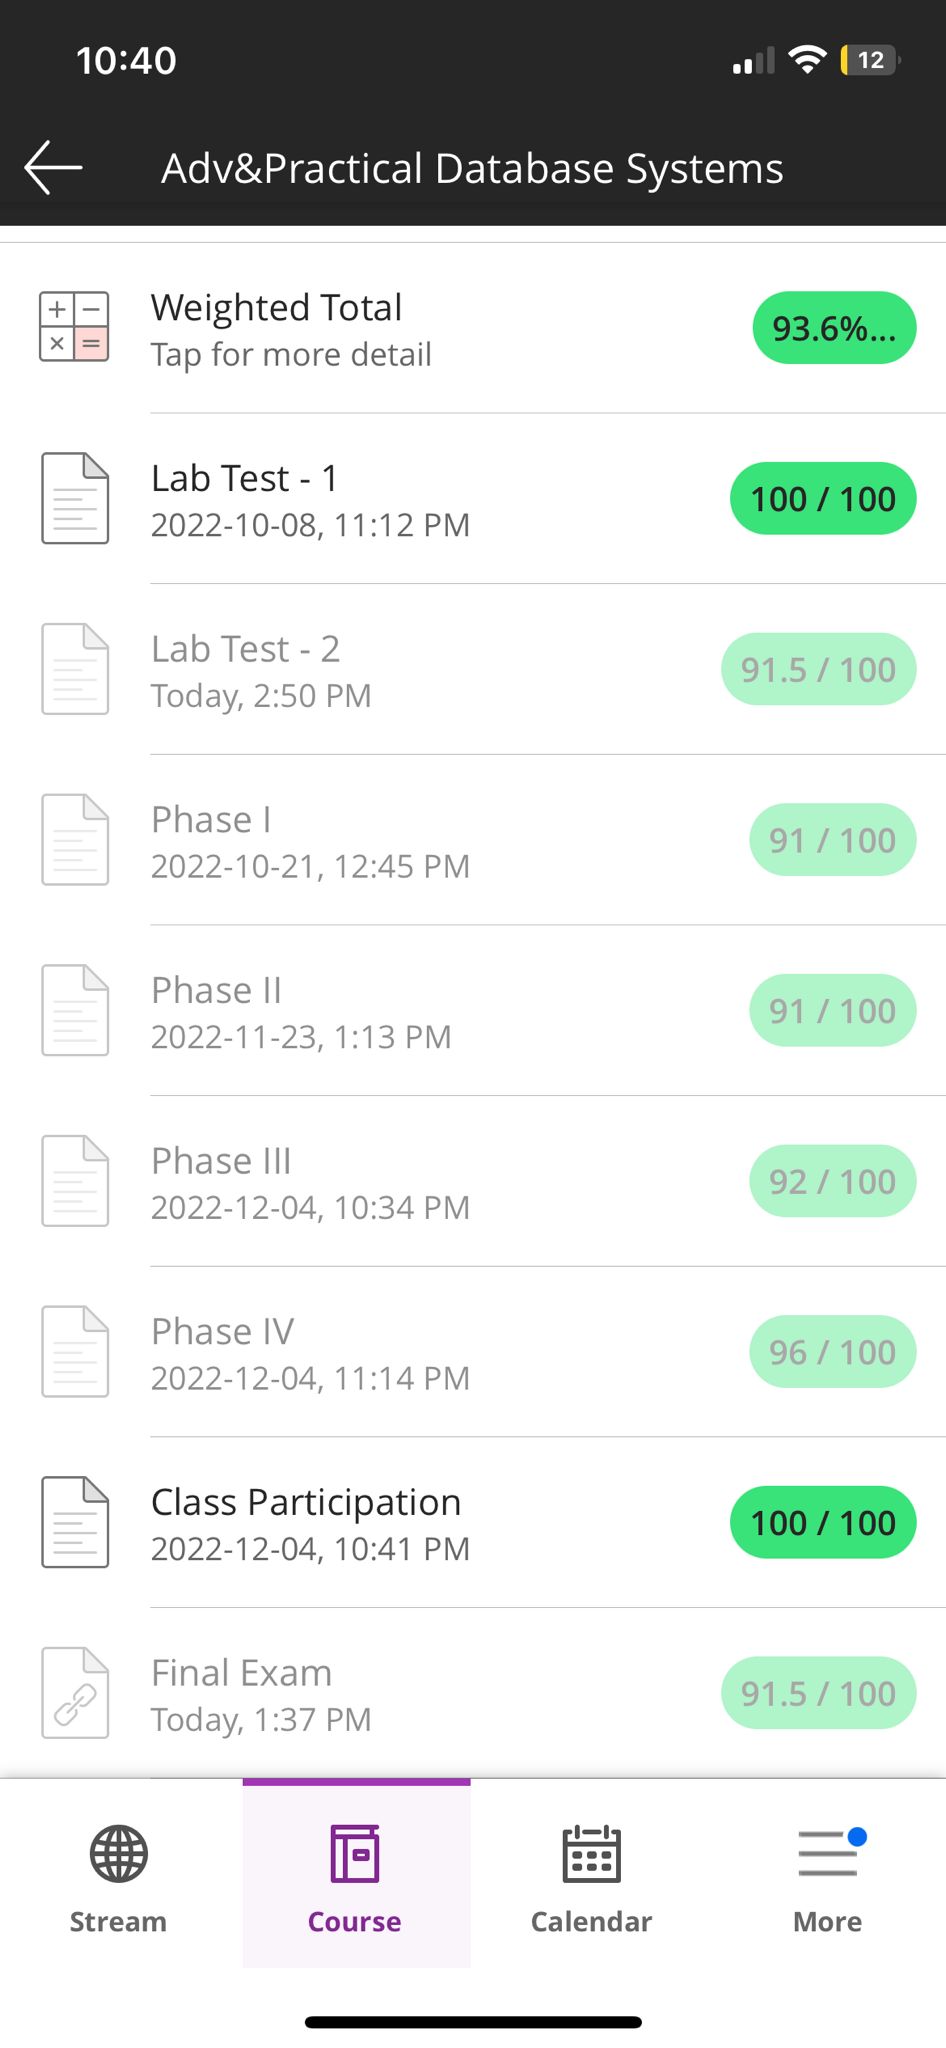 10:40
12
Adv&Practical Database Systems
Weighted Total
93.6%...
Tap for more detail
Lab Test - 1
100 / 100
2022-10-08, 11:12 PM
Lab Test - 2
91.5 / 100
Today, 2:50 PM
Phase I
91 / 100
2022-10-21, 12:45 PM
Phase II
91 / 100
2022-11-23, 1:13 PM
Phase III
92 / 100
2022-12-04, 10:34 PM
Phase IV
96 / 100
2022-12-04, 11:14 PM
Class Participation
100 / 100
2022-12-04, 10:41 PM
Final Exam
91.5 / 100
Today, 1:37 PM
Stream
Course
Calendar
More